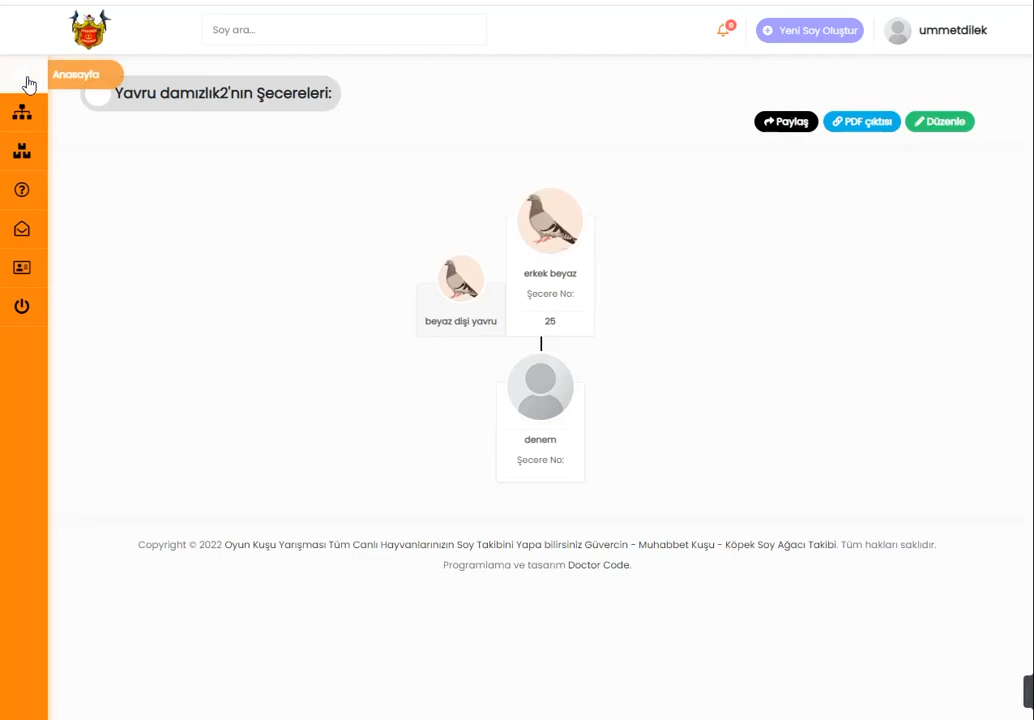 Soy ara...
0
Yeni Soy Oluştur
ummetdilek
Anasayfa
Yavru damızlık2'nın Şecereleri:
Paylaş
PDF çıktısı
Düzenle
erkek beyaz
Şecere No:
25
beyaz dişi yavru
denem
Şecere No:
Copyright © 2022 Oyun Kuşu Yarışması Tüm Canlı Hayvanlarınızın Soy Takibini Yapa bilirsiniz Güvercin - Muhabbet Kuşu - Köpek Soy Ağacı Takibi. Tüm hakları saklıdır.
Programlama ve tasarım Doctor Code.